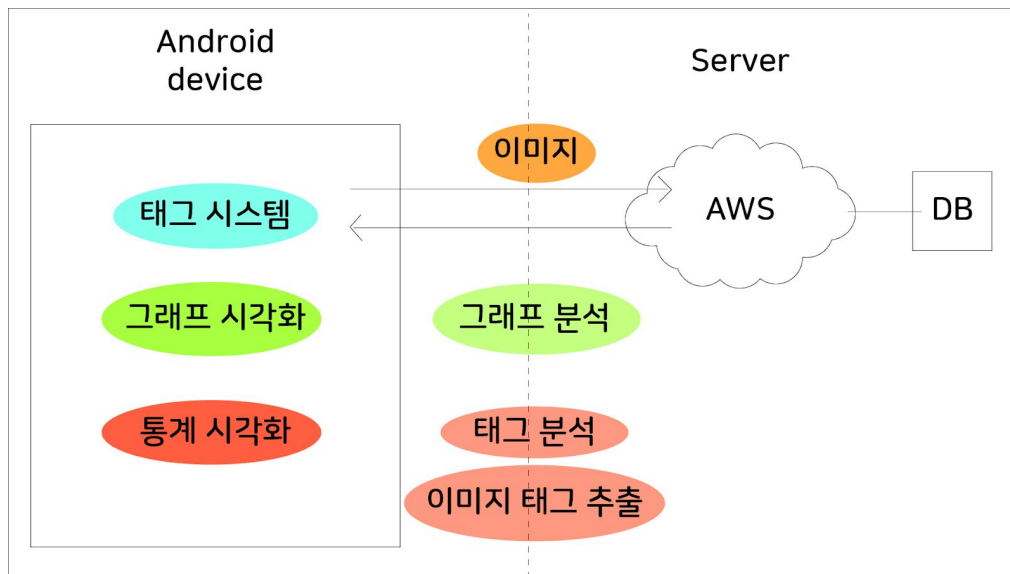 Android
device
Server
이미지
태그 시스템
AWS
DB
그래프 시각화
그래프 분석
통계 시각화
태그 분석
이미지 태그 추출